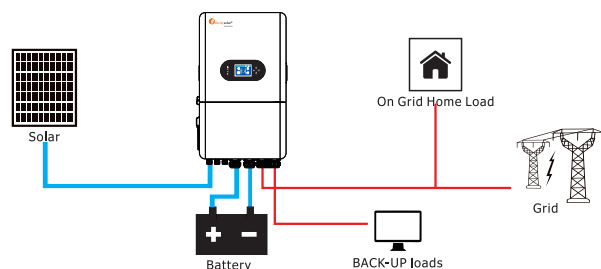 Solar
On Grid Home Load
Grid
Battery
BACK-UP loads